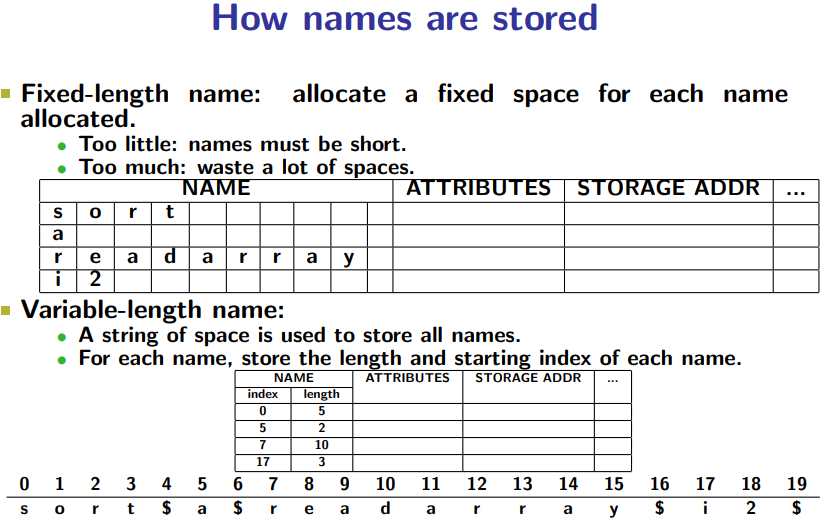 How names are stored
Fixed-length name: allocate a fixed space for each name
allocated.
Too little: names must be short.
Too much: waste a lot of spaces.
NAME ATTRIBUTES STORAGE ADDR ...
s o r t
a
r e a d a r r a y
i 2
Variable-length name:
A string of space is used to store all names.
For each name, store the length and starting index of each name.
NAME ATTRIBUTES STORAGE ADDR ...
index length
0 5
5 2
7 10
17 3
0 1 2 3 4 5 6 7 8 9 10 11 12 13 14 15 16 17 18 19
s o r t $ a $ r e a d a r r a y $ i 2 $